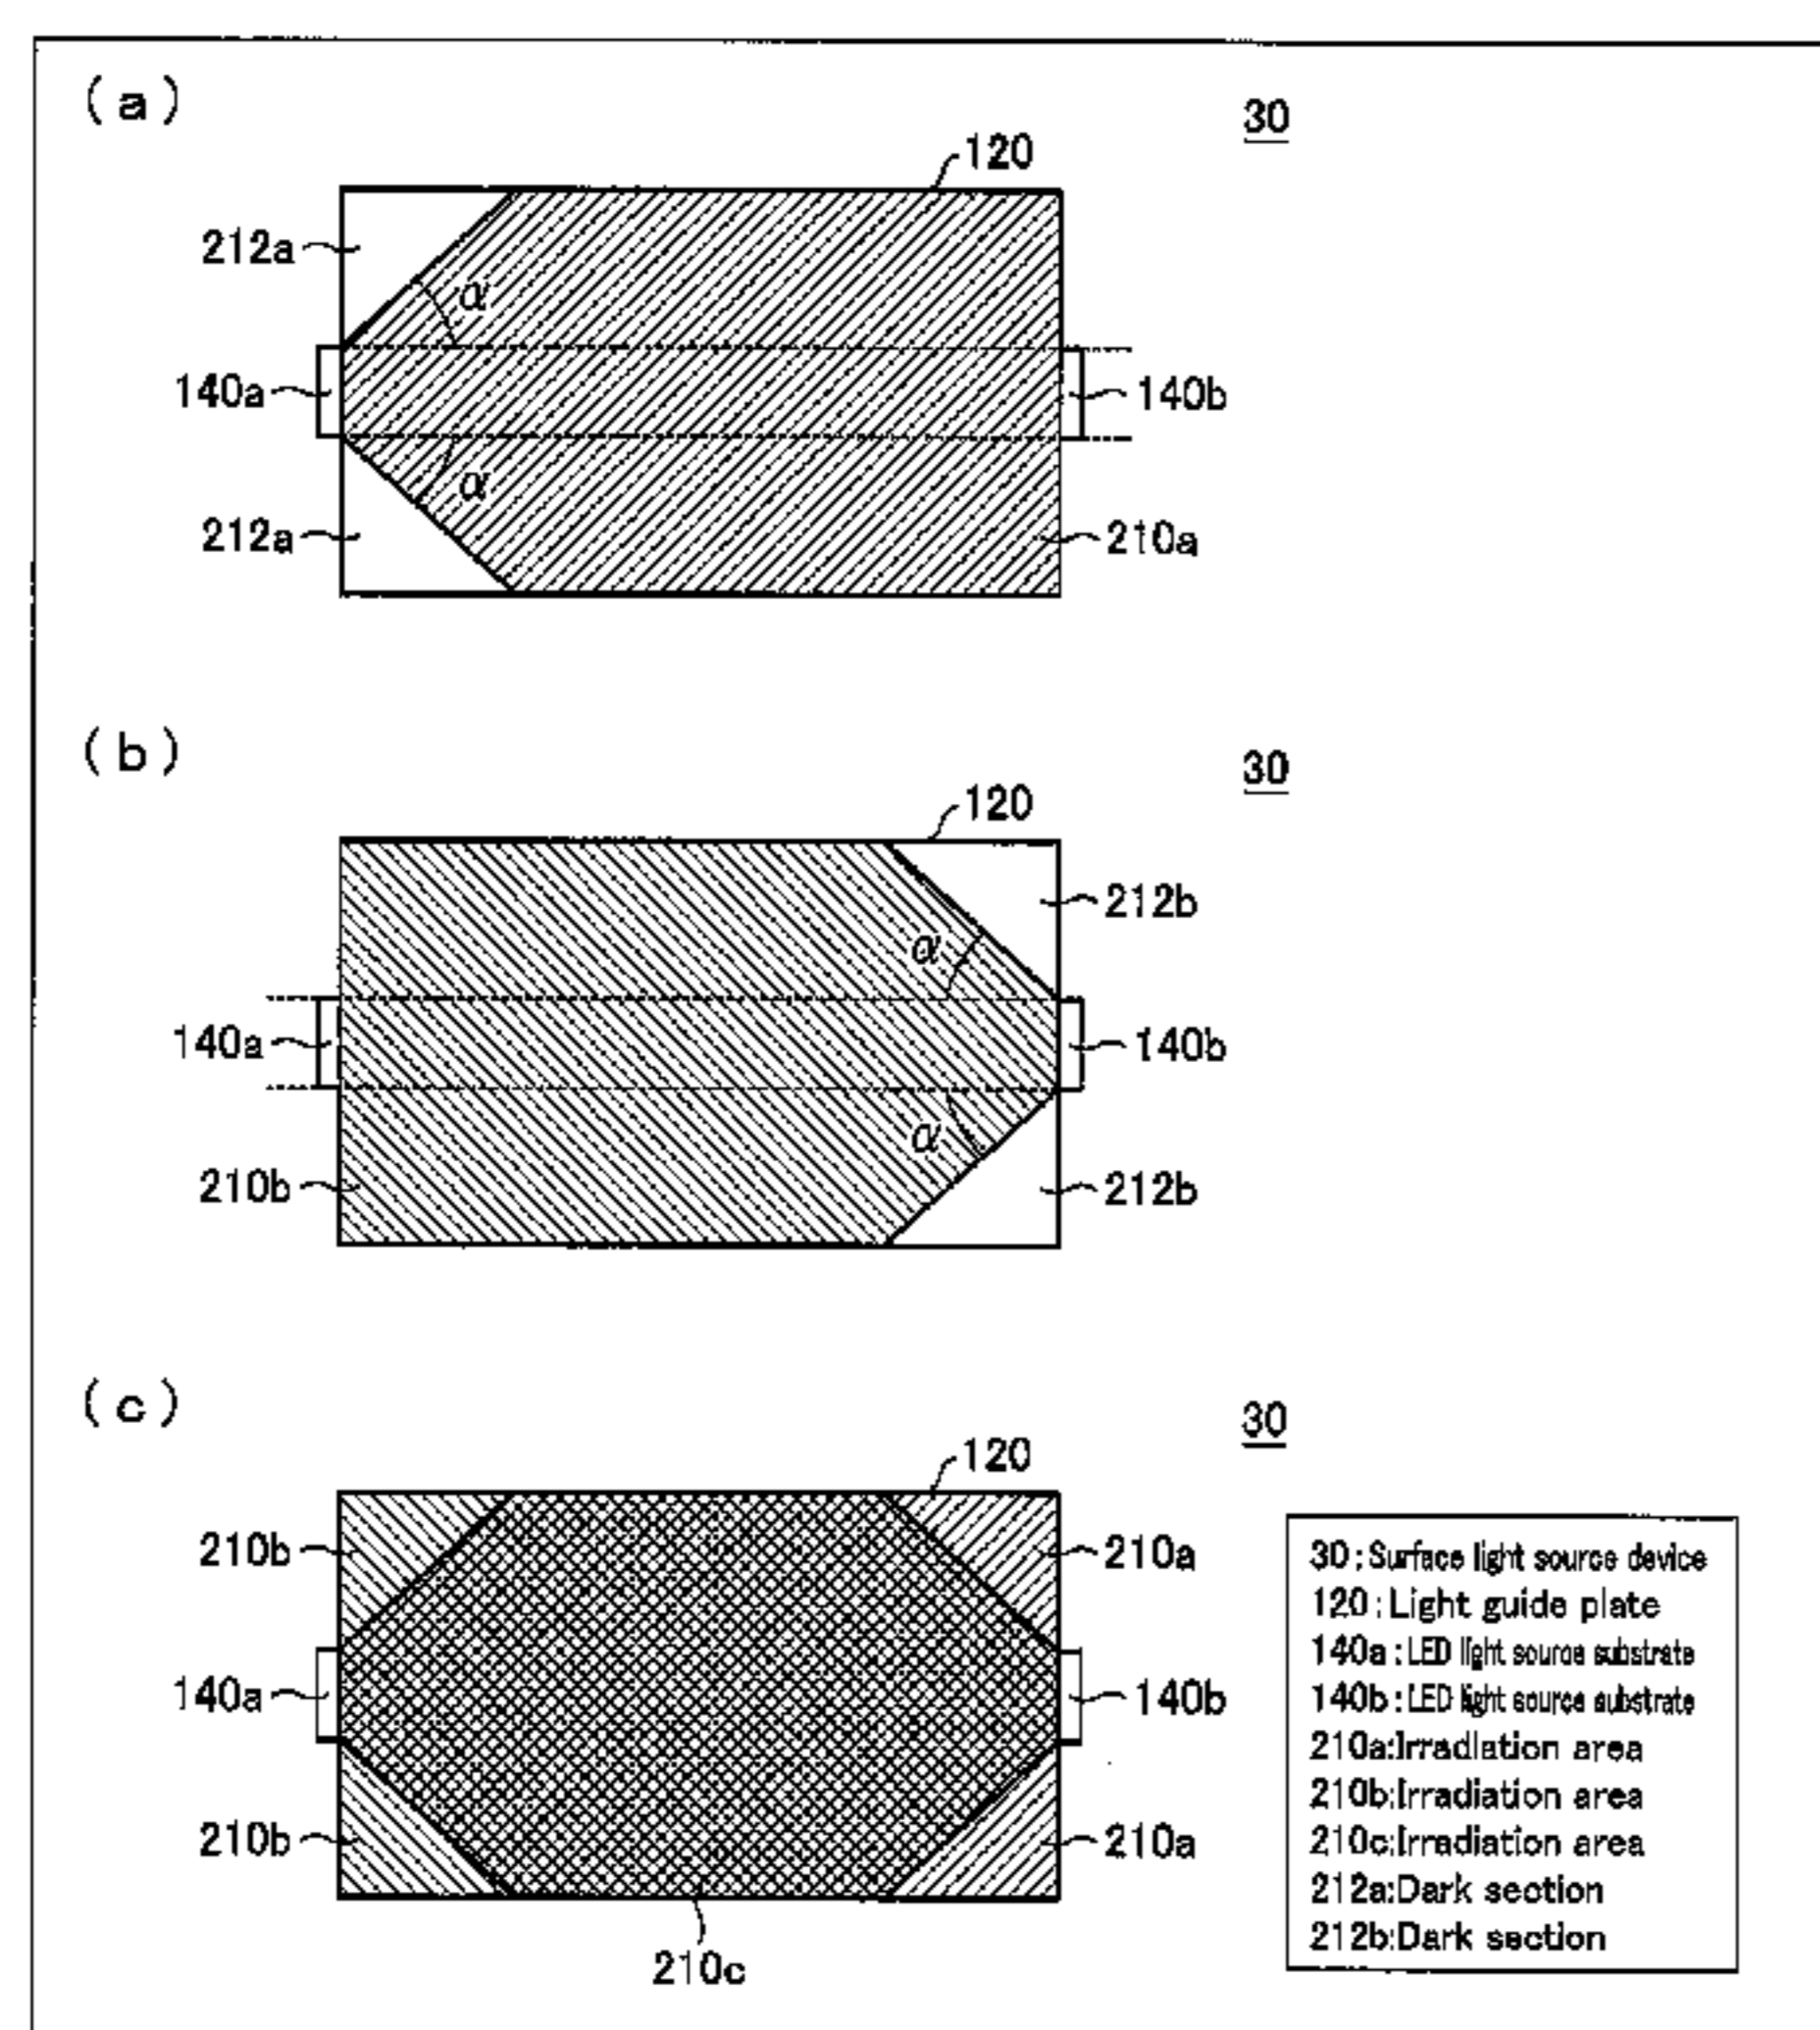 (a)
30
120
212a
α
140a
140b
α
212a
210a
(b)
30
120
212b
α
140a
140b
α
210b
212b
(c)
30
120
210b
210a
140a
140b
210b
210a
210c
30:Surface light source device
120:Light guide plate
140a:LED light source substrate
140b:LED light source substrate
210a:Irradiation area
210b:Irradiation area
210c:Irradiation area
212a:Dark section
212b:Dark section